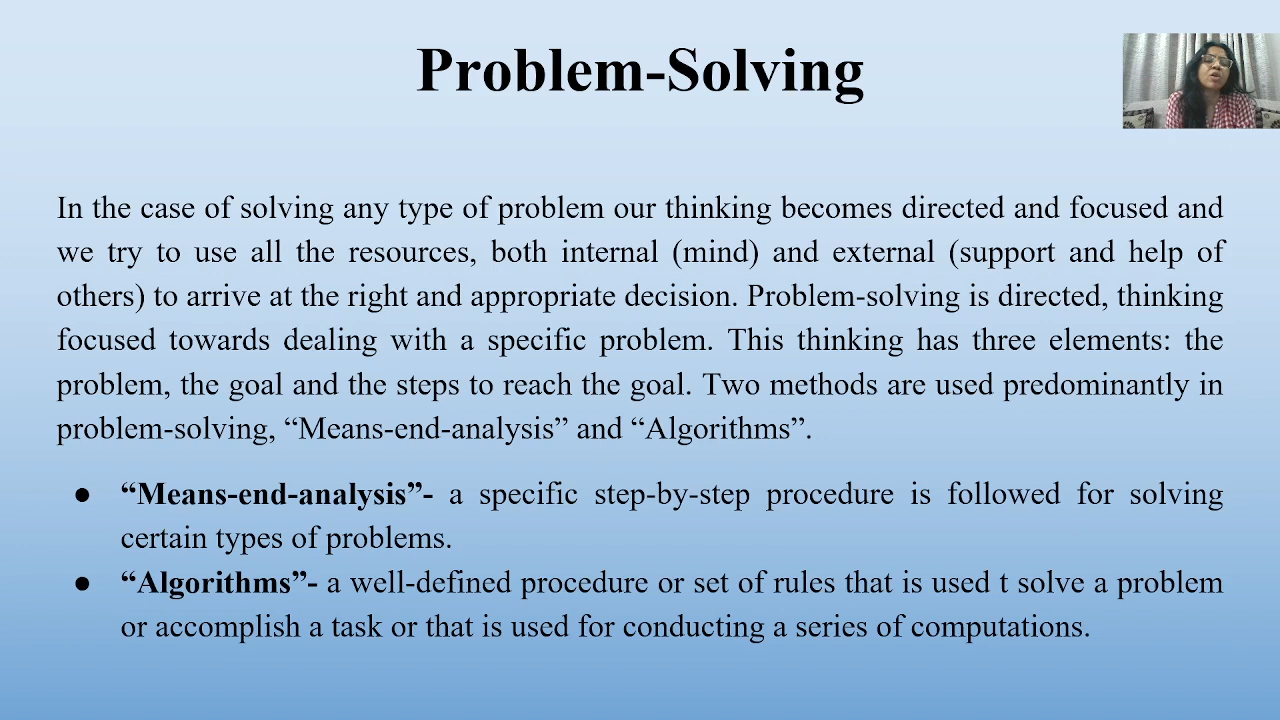 Problem-Solving
In the case of solving any type of problem our thinking becomes directed and focused and
we try to use all the resources, both internal (mind) and external (support and help of
others) to arrive at the right and appropriate decision. Problem-solving is directed, thinking
focused towards dealing with a specific problem. This thinking has three elements: the
problem, the goal and the steps to reach the goal. Two methods are used predominantly in
problem-solving, “Means-end-analysis” and “Algorithms”.
● “Means-end-analysis”- a specific step-by-step procedure is followed for solving
certain types of problems.
● “Algorithms”- a well-defined procedure or set of rules that is used t solve a problem
or accomplish a task or that is used for conducting a series of computations.